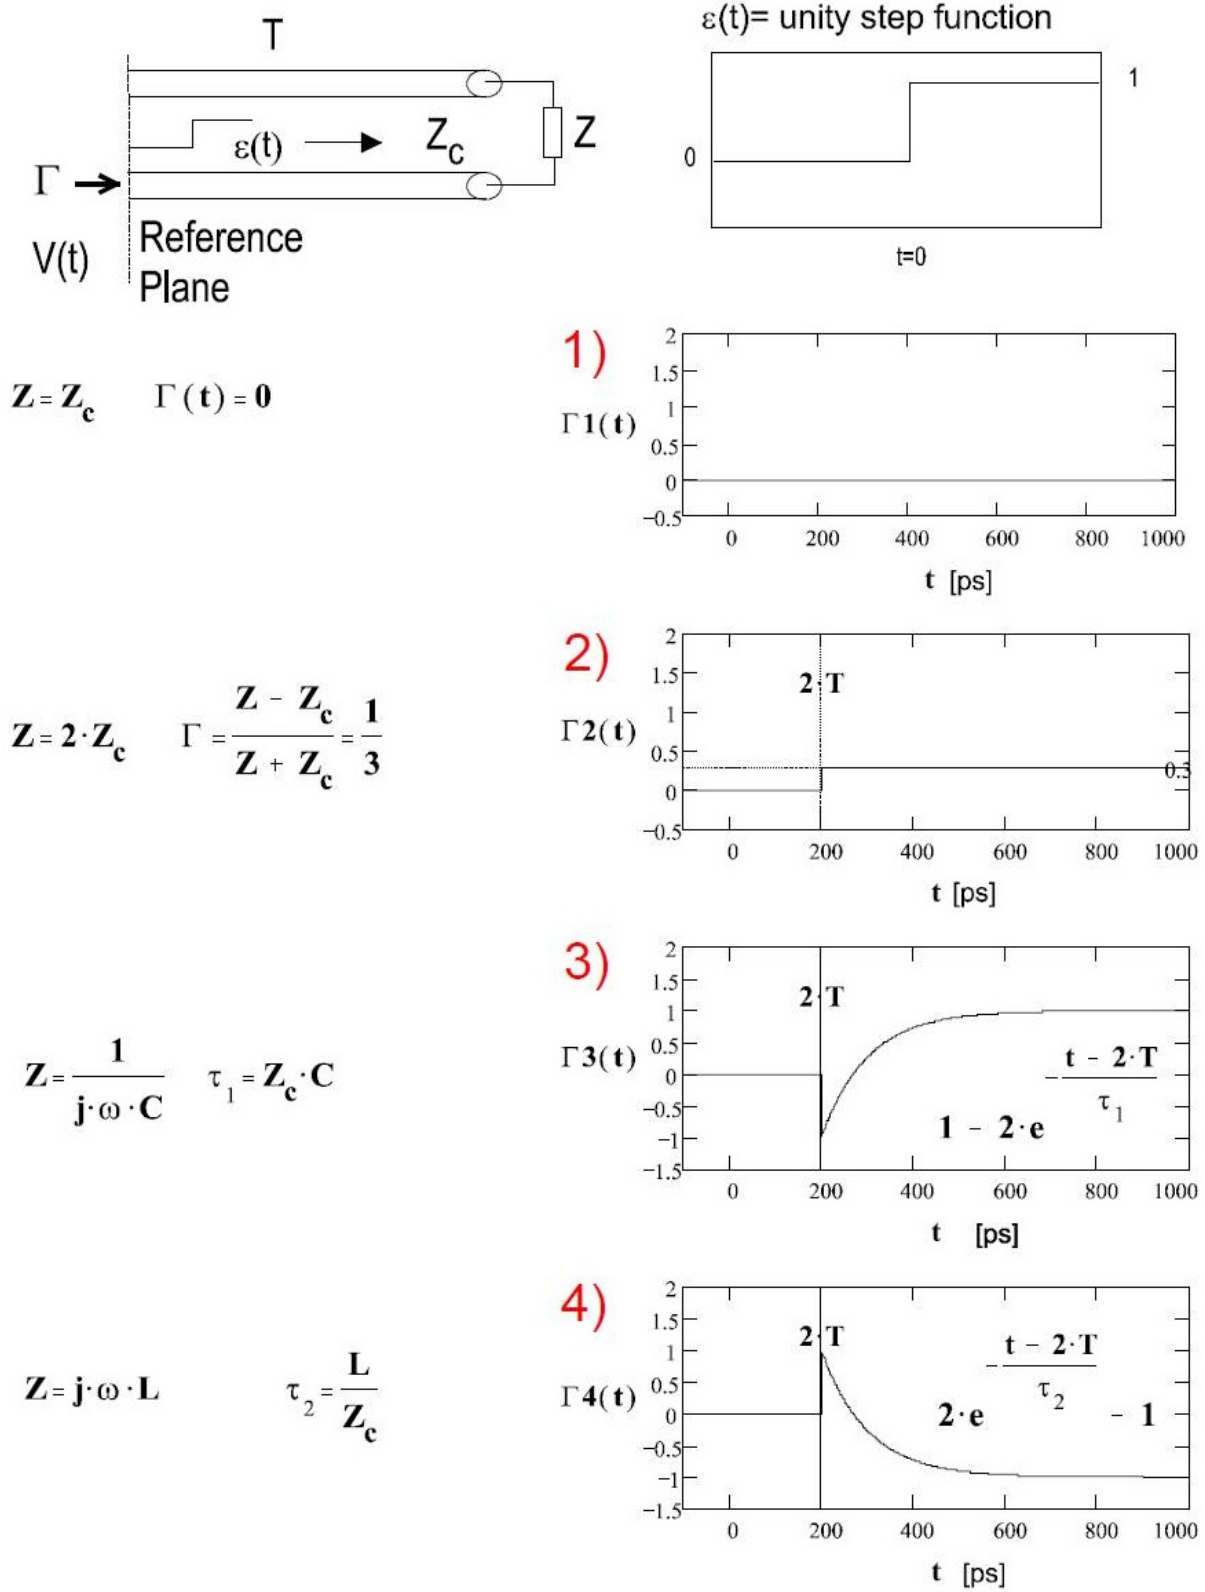 T
ε(t)= unity step function
1
0
t=0
ε(t)
Z_C
Z
Γ
V(t)
Reference
Plane
1)
Z = Z_c Γ(t) = 0
Γ1(t)
2
1.5
1
0.5
0
−0.5
0 200 400 600 800 1000
t [ps]
2)
Z = 2·Z_c Γ = (Z − Z_c)/(Z + Z_c) = 1/3
Γ2(t)
2·T
2
1.5
1
0.5
0
−0.5
0.3
0 200 400 600 800 1000
t [ps]
3)
Z = 1/(j·ω·C) τ_1 = Z_c·C
Γ3(t)
2·T
2
1.5
1
0.5
0
−0.5
−1
−1.5
1 − 2·e^(−(t − 2·T)/τ_1)
0 200 400 600 800 1000
t [ps]
4)
Z = j·ω·L τ_2 = L/Z_c
Γ4(t)
2·T
2
1.5
1
0.5
0
−0.5
−1
−1.5
2·e^(−(t − 2·T)/τ_2) − 1
0 200 400 600 800 1000
t [ps]